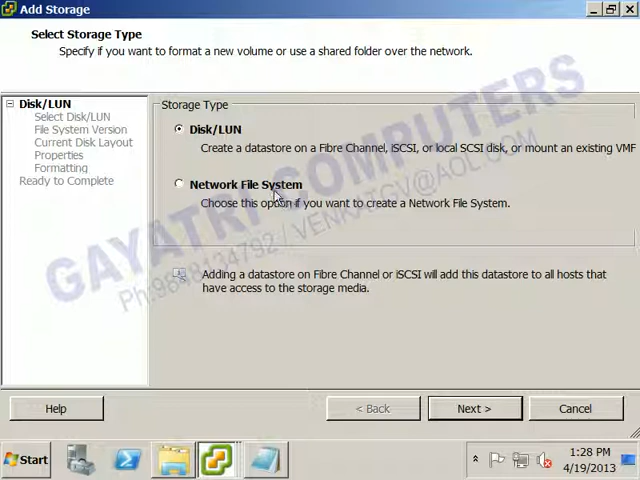 Add Storage
Select Storage Type
Specify if you want to format a new volume or use a shared folder over the network.
Disk/LUN
Select Disk/LUN
File System Version
Current Disk Layout
Properties
Formatting
Ready to Complete
Storage Type
Disk/LUN
Create a datastore on a Fibre Channel, iSCSI, or local SCSI disk, or mount an existing VMF
Network File System
Choose this option if you want to create a Network File System.
Adding a datastore on Fibre Channel or iSCSI will add this datastore to all hosts that
have access to the storage media.
GAYATRI COMPUTERS
Ph:9848134792 / VENKATGV@AOL.COM
Help
< Back
Next >
Cancel
Start
1:28 PM
4/19/2013